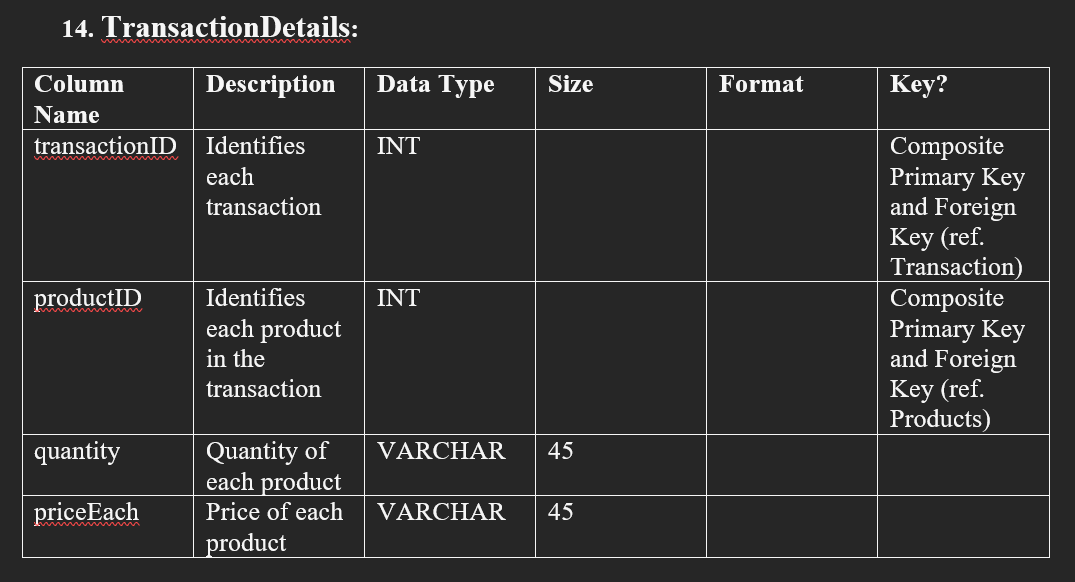 14. TransactionDetails:
Column Name Description Data Type Size Format Key?
transactionID Identifies each transaction INT Composite Primary Key and Foreign Key (ref. Transaction)
productID Identifies each product in the transaction INT Composite Primary Key and Foreign Key (ref. Products)
quantity Quantity of each product VARCHAR 45
priceEach Price of each product VARCHAR 45